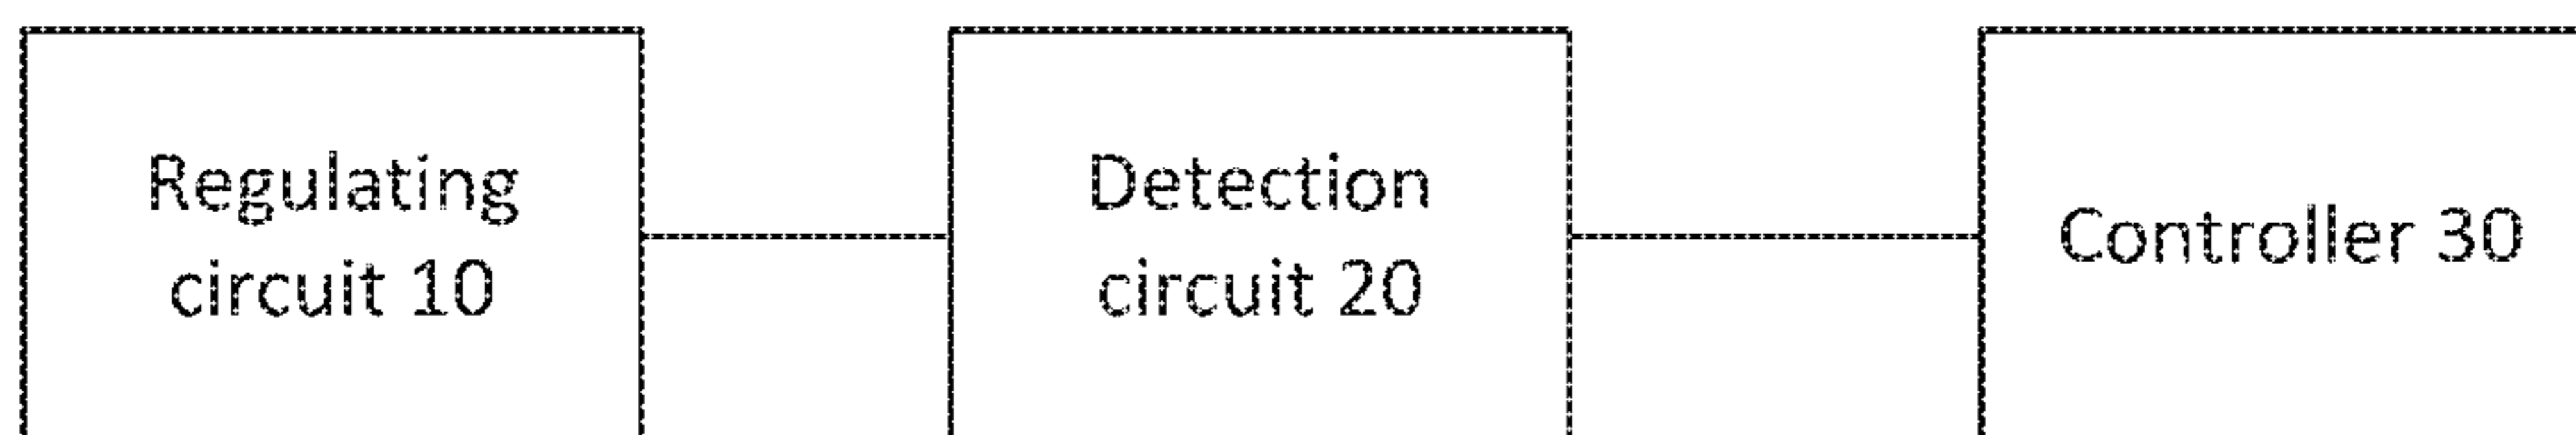 Regulating
circuit 10
Detection
circuit 20
Controller 30